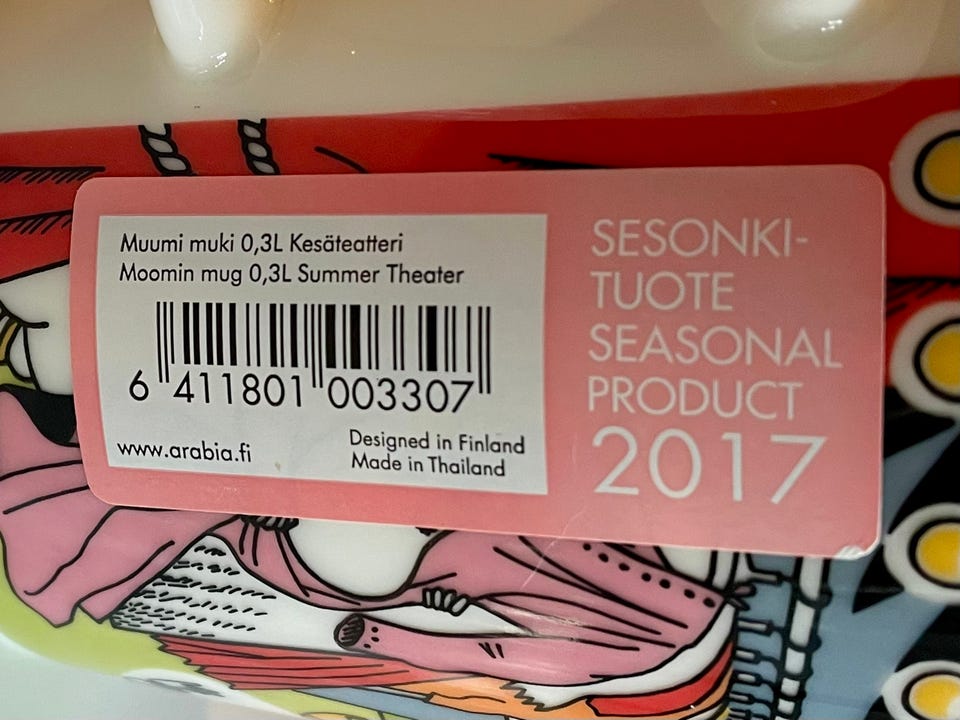 Muumi muki 0,3L Kesäteatteri
Moomin mug 0,3L Summer Theater
6 411801 003307
www.arabia.fi
Designed in Finland
Made in Thailand
SESONKI-
TUOTE
SEASONAL
PRODUCT
2017